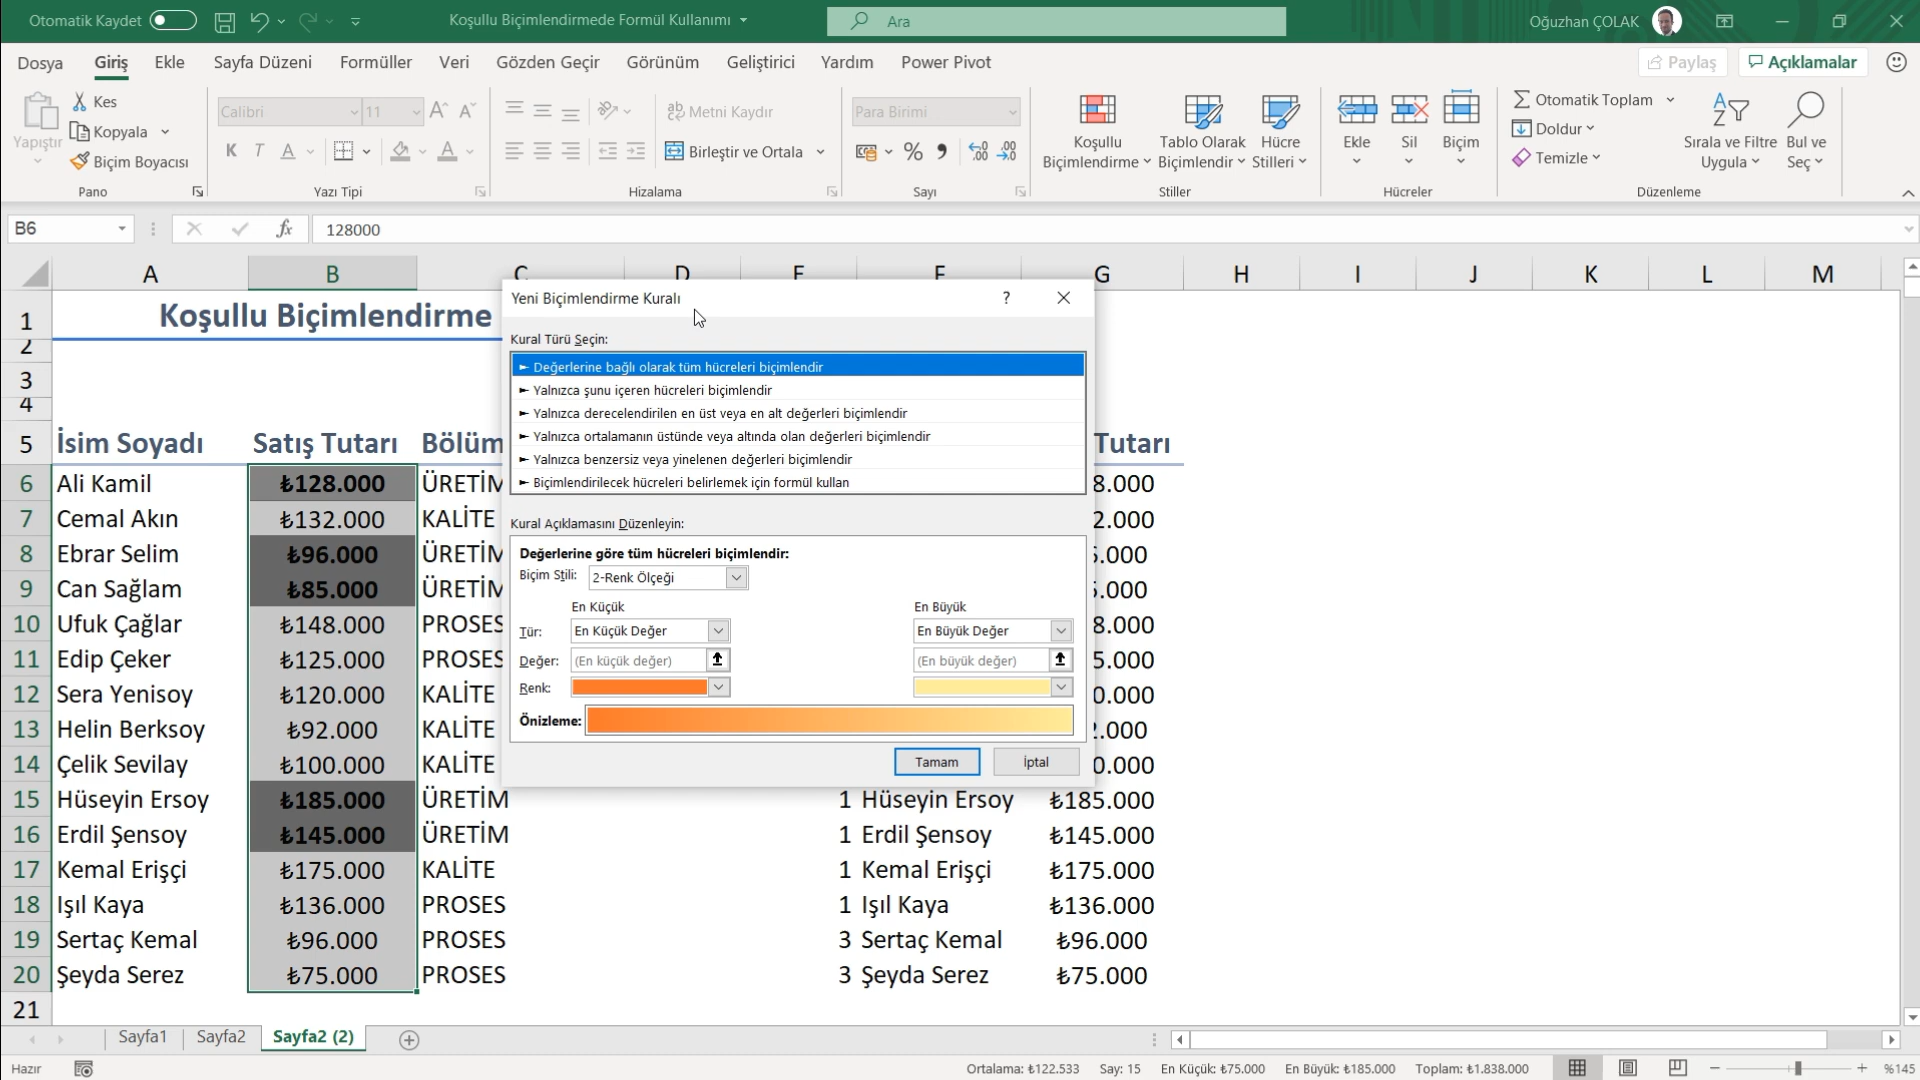 Otomatik Kaydet
Koşullu Biçimlendirmede Formül Kullanımı
Ara
Oğuzhan ÇOLAK
Dosya Giriş Ekle Sayfa Düzeni Formüller Veri Gözden Geçir Görünüm Geliştirici Yardım Power Pivot
Paylaş
Açıklamalar
Yapıştır
Kes
Kopyala
Biçim Boyacısı
Pano
Calibri 11
K T A
Yazı Tipi
Metni Kaydır
Birleştir ve Ortala
Hizalama
Para Birimi
Sayı
Koşullu Biçimlendirme
Tablo Olarak Biçimlendir
Hücre Stilleri
Stiller
Ekle Sil Biçim
Hücreler
Otomatik Toplam
Doldur
Temizle
Sırala ve Filtre Uygula
Bul ve Seç
Düzenleme
B6 fx 128000
A B C D E F G H I J K L M
1 Koşullu Biçimlendirme
2
3
4
5 İsim Soyadı Satış Tutarı Bölüm Tutarı
6 Ali Kamil ₺128.000 ÜRETİM 8.000
7 Cemal Akın ₺132.000 KALİTE 2.000
8 Ebrar Selim ₺96.000 ÜRETİM .000
9 Can Sağlam ₺85.000 ÜRETİM .000
10 Ufuk Çağlar ₺148.000 PROSES 8.000
11 Edip Çeker ₺125.000 PROSES 5.000
12 Sera Yenisoy ₺120.000 KALİTE 0.000
13 Helin Berksoy ₺92.000 KALİTE .000
14 Çelik Sevilay ₺100.000 KALİTE 0.000
15 Hüseyin Ersoy ₺185.000 ÜRETİM 1 Hüseyin Ersoy ₺185.000
16 Erdil Şensoy ₺145.000 ÜRETİM 1 Erdil Şensoy ₺145.000
17 Kemal Erişçi ₺175.000 KALİTE 1 Kemal Erişçi ₺175.000
18 Işıl Kaya ₺136.000 PROSES 1 Işıl Kaya ₺136.000
19 Sertaç Kemal ₺96.000 PROSES 3 Sertaç Kemal ₺96.000
20 Şeyda Serez ₺75.000 PROSES 3 Şeyda Serez ₺75.000
21
Yeni Biçimlendirme Kuralı ?
Kural Türü Seçin:
► Değerlerine bağlı olarak tüm hücreleri biçimlendir
► Yalnızca şunu içeren hücreleri biçimlendir
► Yalnızca derecelendirilen en üst veya en alt değerleri biçimlendir
► Yalnızca ortalamanın üstünde veya altında olan değerleri biçimlendir
► Yalnızca benzersiz veya yinelenen değerleri biçimlendir
► Biçimlendirilecek hücreleri belirlemek için formül kullan
Kural Açıklamasını Düzenleyin:
Değerlerine göre tüm hücreleri biçimlendir:
Biçim Stili: 2-Renk Ölçeği
En Küçük En Büyük
Tür: En Küçük Değer En Büyük Değer
Değer: (En küçük değer) (En büyük değer)
Renk:
Önizleme:
Tamam İptal
Sayfa1 Sayfa2 Sayfa2 (2)
Hazır
Ortalama: ₺122.533 Say: 15 En Küçük: ₺75.000 En Büyük: ₺185.000 Toplam: ₺1.838.000
%145